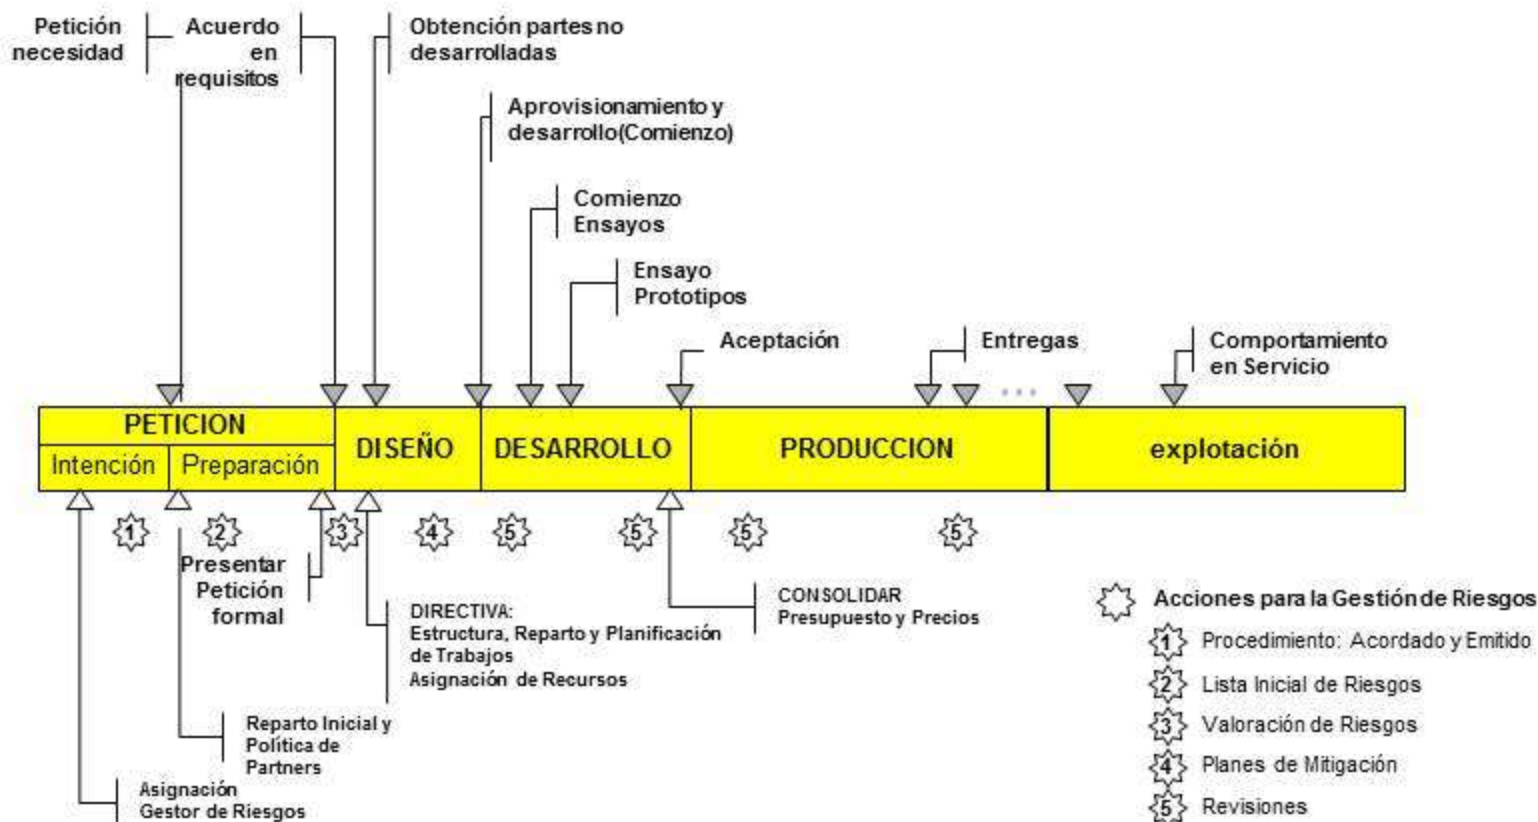 Petición
necesidad
Acuerdo
en
requisitos
Obtención partes no
desarrolladas
Aprovisionamiento y
desarrollo(Comienzo)
Comienzo
Ensayos
Ensayo
Prototipos
Aceptación
Entregas
Comportamiento
en Servicio
...
PETICION
Intención
Preparación
DISEÑO
DESARROLLO
PRODUCCION
explotación
1
2
3
4
5
5
5
5
Presentar
Petición
formal
DIRECTIVA:
Estructura, Reparto y Planificación
de Trabajos
Asignación de Recursos
CONSOLIDAR
Presupuesto y Precios
Reparto Inicial y
Política de
Partners
Asignación
Gestor de Riesgos
Acciones para la Gestión de Riesgos
1 Procedimiento: Acordado y Emitido
2 Lista Inicial de Riesgos
3 Valoración de Riesgos
4 Planes de Mitigación
5 Revisiones